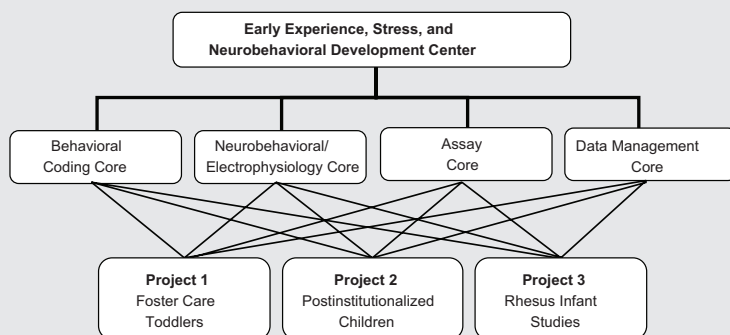 Early Experience, Stress, and
Neurobehavioral Development Center
Behavioral
Coding Core
Neurobehavioral/
Electrophysiology Core
Assay
Core
Data Management
Core
Project 1
Foster Care
Toddlers
Project 2
Postinstitutionalized
Children
Project 3
Rhesus Infant
Studies